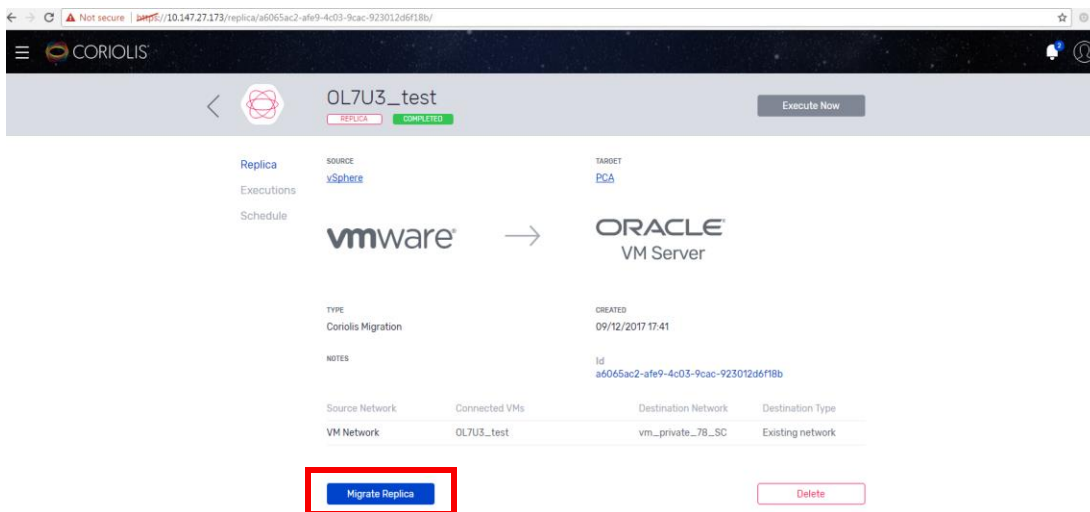 Not secure | https://10.147.27.173/replica/a6065ac2-afe9-4c03-9cac-923012d6f18b/
CORIOLIS
2
OL7U3_test
REPLICA COMPLETED
Execute Now
Replica
Executions
Schedule
SOURCE TARGET
vSphere PCA
vmware ORACLE
VM Server
TYPE CREATED
Coriolis Migration 09/12/2017 17:41
NOTES Id
a6065ac2-afe9-4c03-9cac-923012d6f18b
Source Network Connected VMs Destination Network Destination Type
VM Network OL7U3_test vm_private_78_SC Existing network
Migrate Replica Delete